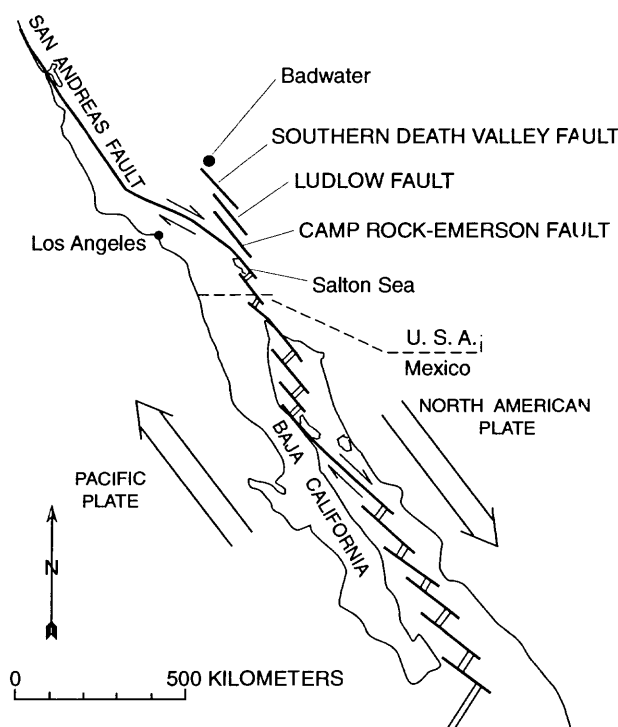 SAN ANDREAS FAULT
Badwater
SOUTHERN DEATH VALLEY FAULT
LUDLOW FAULT
CAMP ROCK-EMERSON FAULT
Los Angeles
Salton Sea
U. S. A.
Mexico
NORTH AMERICAN
PLATE
BAJA CALIFORNIA
PACIFIC
PLATE
N
0 500 KILOMETERS